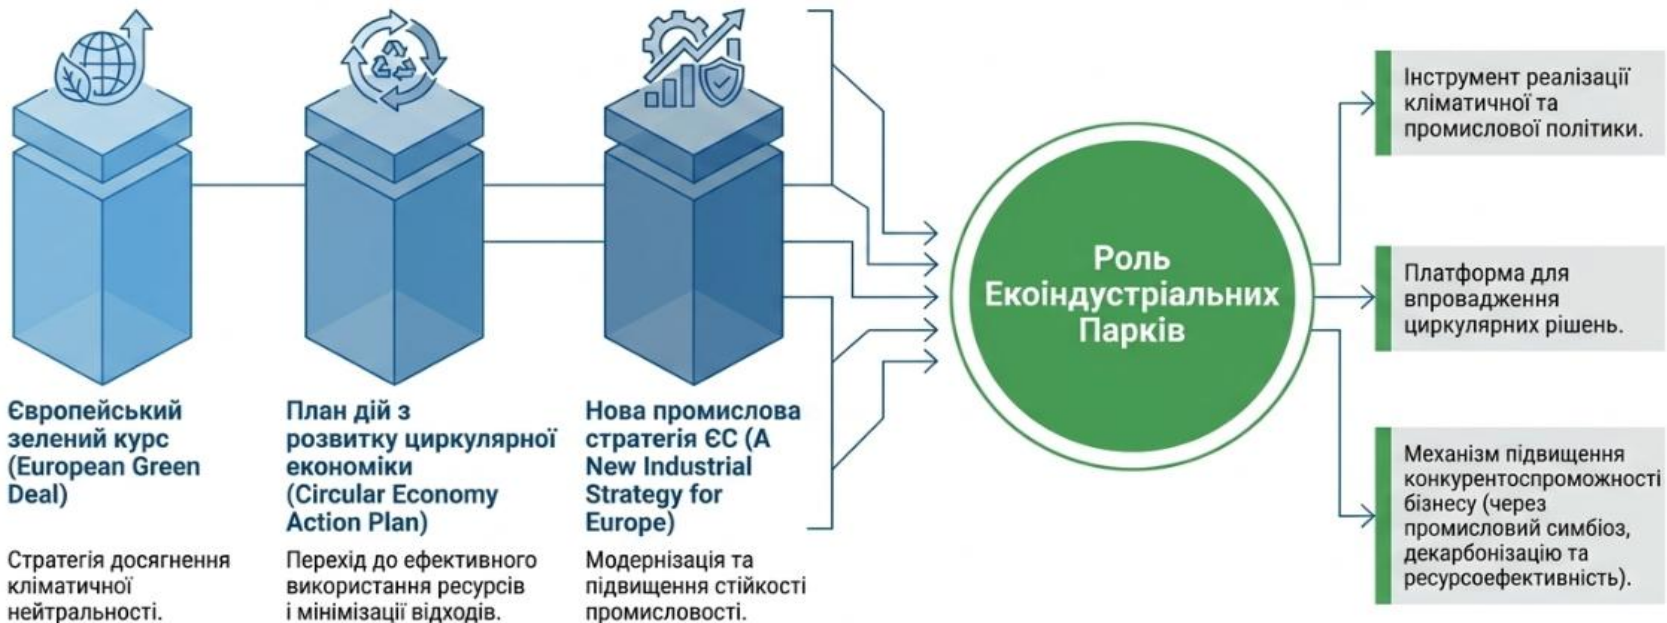 Європейський
зелений курс
(European Green
Deal)
Стратегія досягнення
кліматичної
нейтральності.
План дій з
розвитку циркулярної
економіки
(Circular Economy
Action Plan)
Перехід до ефективного
використання ресурсів
і мінімізації відходів.
Нова промислова
стратегія ЄС (A
New Industrial
Strategy for
Europe)
Модернізація та
підвищення стійкості
промисловості.
Роль
Екоіндустріальних
Парків
Інструмент реалізації
кліматичної та
промислової політики.
Платформа для
впровадження
циркулярних рішень.
Механізм підвищення
конкурентоспроможності
бізнесу (через
промисловий симбіоз,
декарбонізацію та
ресурсоефективність).